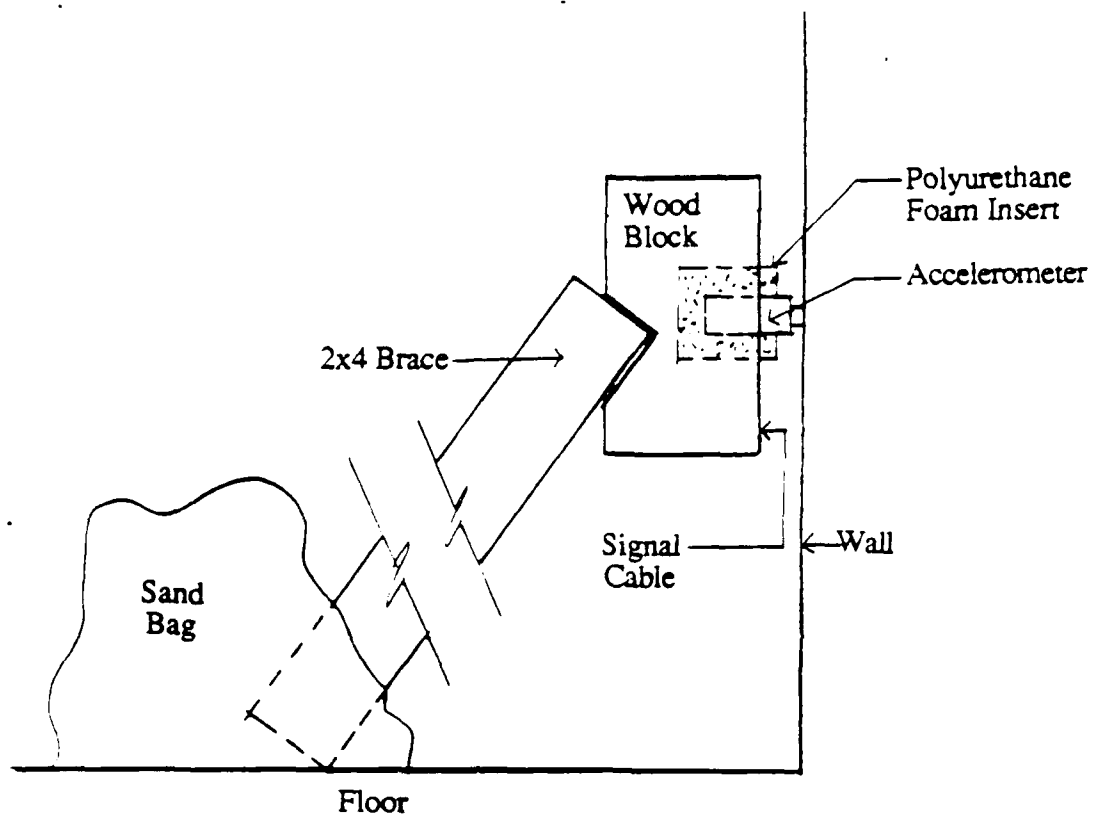 Polyurethane
Foam Insert
Wood
Block
Accelerometer
2x4 Brace
Signal
Cable
Wall
Sand
Bag
Floor